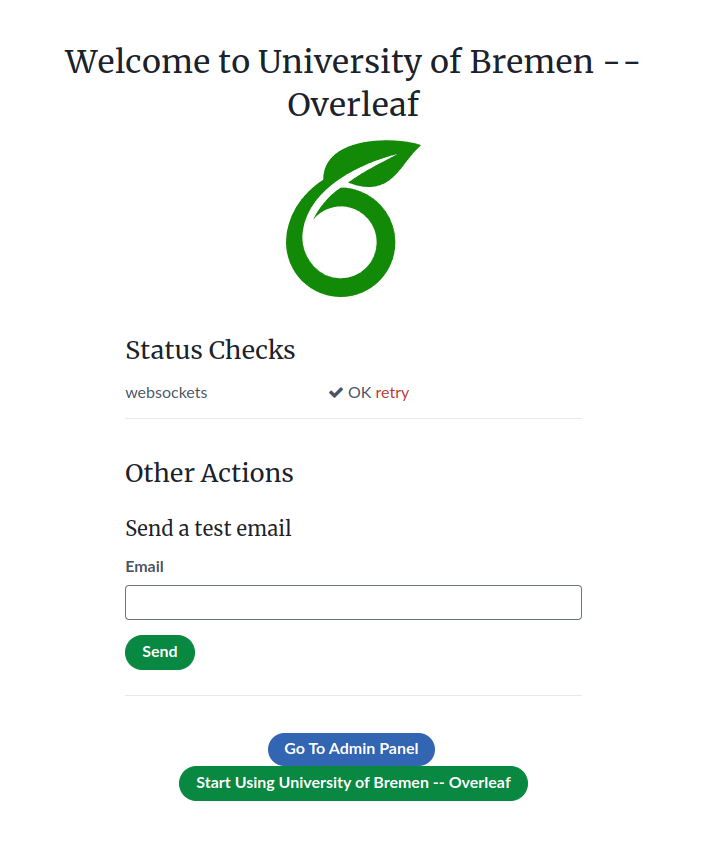 Welcome to University of Bremen --
Overleaf
Status Checks
websockets
OK retry
Other Actions
Send a test email
Email
Send
Go To Admin Panel
Start Using University of Bremen -- Overleaf